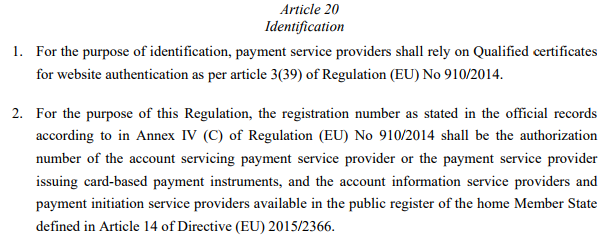 Article 20
Identification
1. For the purpose of identification, payment service providers shall rely on Qualified certificates
for website authentication as per article 3(39) of Regulation (EU) No 910/2014.
2. For the purpose of this Regulation, the registration number as stated in the official records
according to in Annex IV (C) of Regulation (EU) No 910/2014 shall be the authorization
number of the account servicing payment service provider or the payment service provider
issuing card-based payment instruments, and the account information service providers and
payment initiation service providers available in the public register of the home Member State
defined in Article 14 of Directive (EU) 2015/2366.